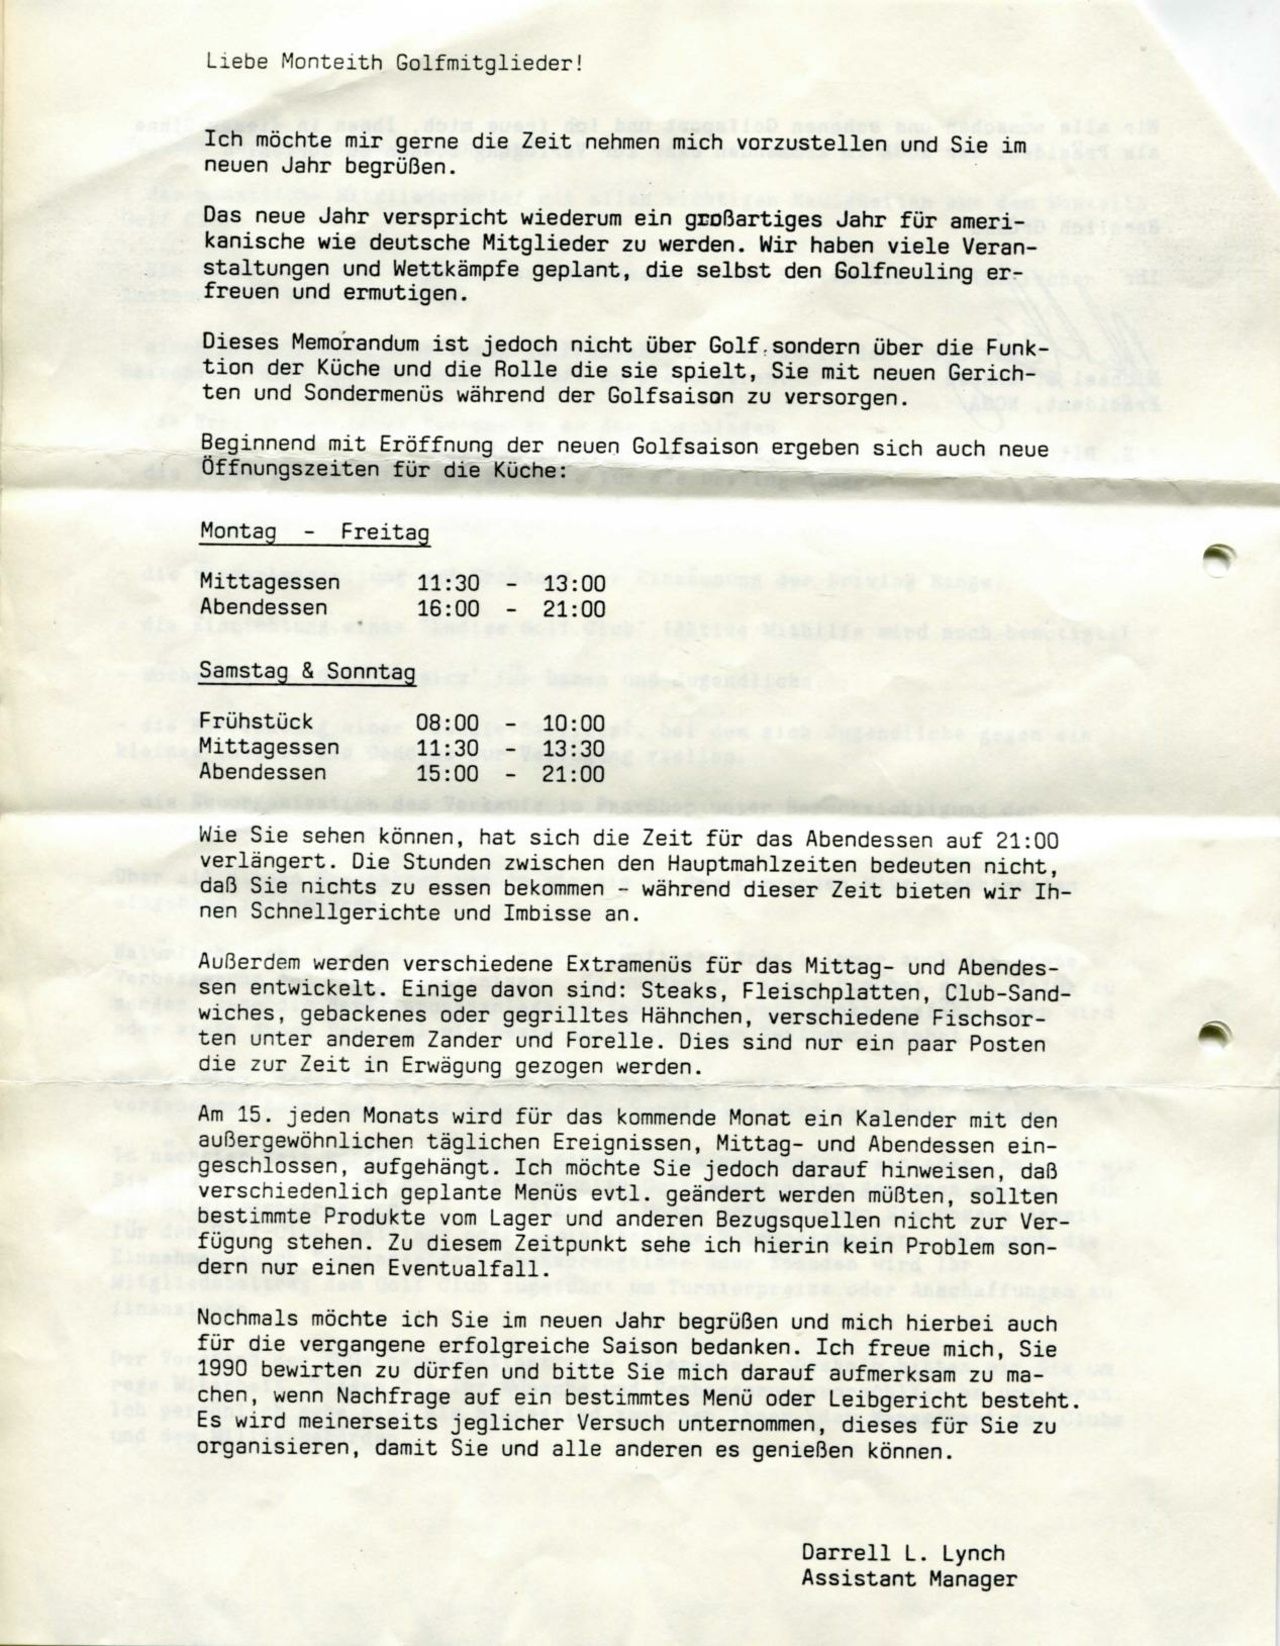 Liebe Monteith Golfmitglieder!
Ich möchte mir gerne die Zeit nehmen mich vorzustellen und Sie im
neuen Jahr begrüßen.
Das neue Jahr verspricht wiederum ein großartiges Jahr für ameri-
kanische wie deutsche Mitglieder zu werden. Wir haben viele Veran-
staltungen und Wettkämpfe geplant, die selbst den Golfneuling er-
freuen und ermutigen.
Dieses Memorandum ist jedoch nicht über Golf sondern über die Funk-
tion der Küche und die Rolle die sie spielt, Sie mit neuen Gerich-
ten und Sondermenüs während der Golfsaison zu versorgen.
Beginnend mit Eröffnung der neuen Golfsaison ergeben sich auch neue
Öffnungszeiten für die Küche:
Montag - Freitag
Mittagessen 11:30 - 13:00
Abendessen 16:00 - 21:00
Samstag & Sonntag
Frühstück 08:00 - 10:00
Mittagessen 11:30 - 13:30
Abendessen 15:00 - 21:00
Wie Sie sehen können, hat sich die Zeit für das Abendessen auf 21:00
verlängert. Die Stunden zwischen den Hauptmahlzeiten bedeuten nicht,
daß Sie nichts zu essen bekommen - während dieser Zeit bieten wir Ih-
nen Schnellgerichte und Imbisse an.
Außerdem werden verschiedene Extramenüs für das Mittag- und Abendes-
sen entwickelt. Einige davon sind: Steaks, Fleischplatten, Club-Sand-
wiches, gebackenes oder gegrilltes Hähnchen, verschiedene Fischsor-
ten unter anderem Zander und Forelle. Dies sind nur ein paar Posten
die zur Zeit in Erwägung gezogen werden.
Am 15. jeden Monats wird für das kommende Monat ein Kalender mit den
außergewöhnlichen täglichen Ereignissen, Mittag- und Abendessen ein-
geschlossen, aufgehängt. Ich möchte Sie jedoch darauf hinweisen, daß
verschiedenlich geplante Menüs evtl. geändert werden müßten, sollten
bestimmte Produkte vom Lager und anderen Bezugsquellen nicht zur Ver-
fügung stehen. Zu diesem Zeitpunkt sehe ich hierin kein Problem son-
dern nur einen Eventualfall.
Nochmals möchte ich Sie im neuen Jahr begrüßen und mich hierbei auch
für die vergangene erfolgreiche Saison bedanken. Ich freue mich, Sie
1990 bewirten zu dürfen und bitte Sie mich darauf aufmerksam zu ma-
chen, wenn Nachfrage auf ein bestimmtes Menü oder Leibgericht besteht.
Es wird meinerseits jeglicher Versuch unternommen, dieses für Sie zu
organisieren, damit Sie und alle anderen es genießen können.
Darrell L. Lynch
Assistant Manager